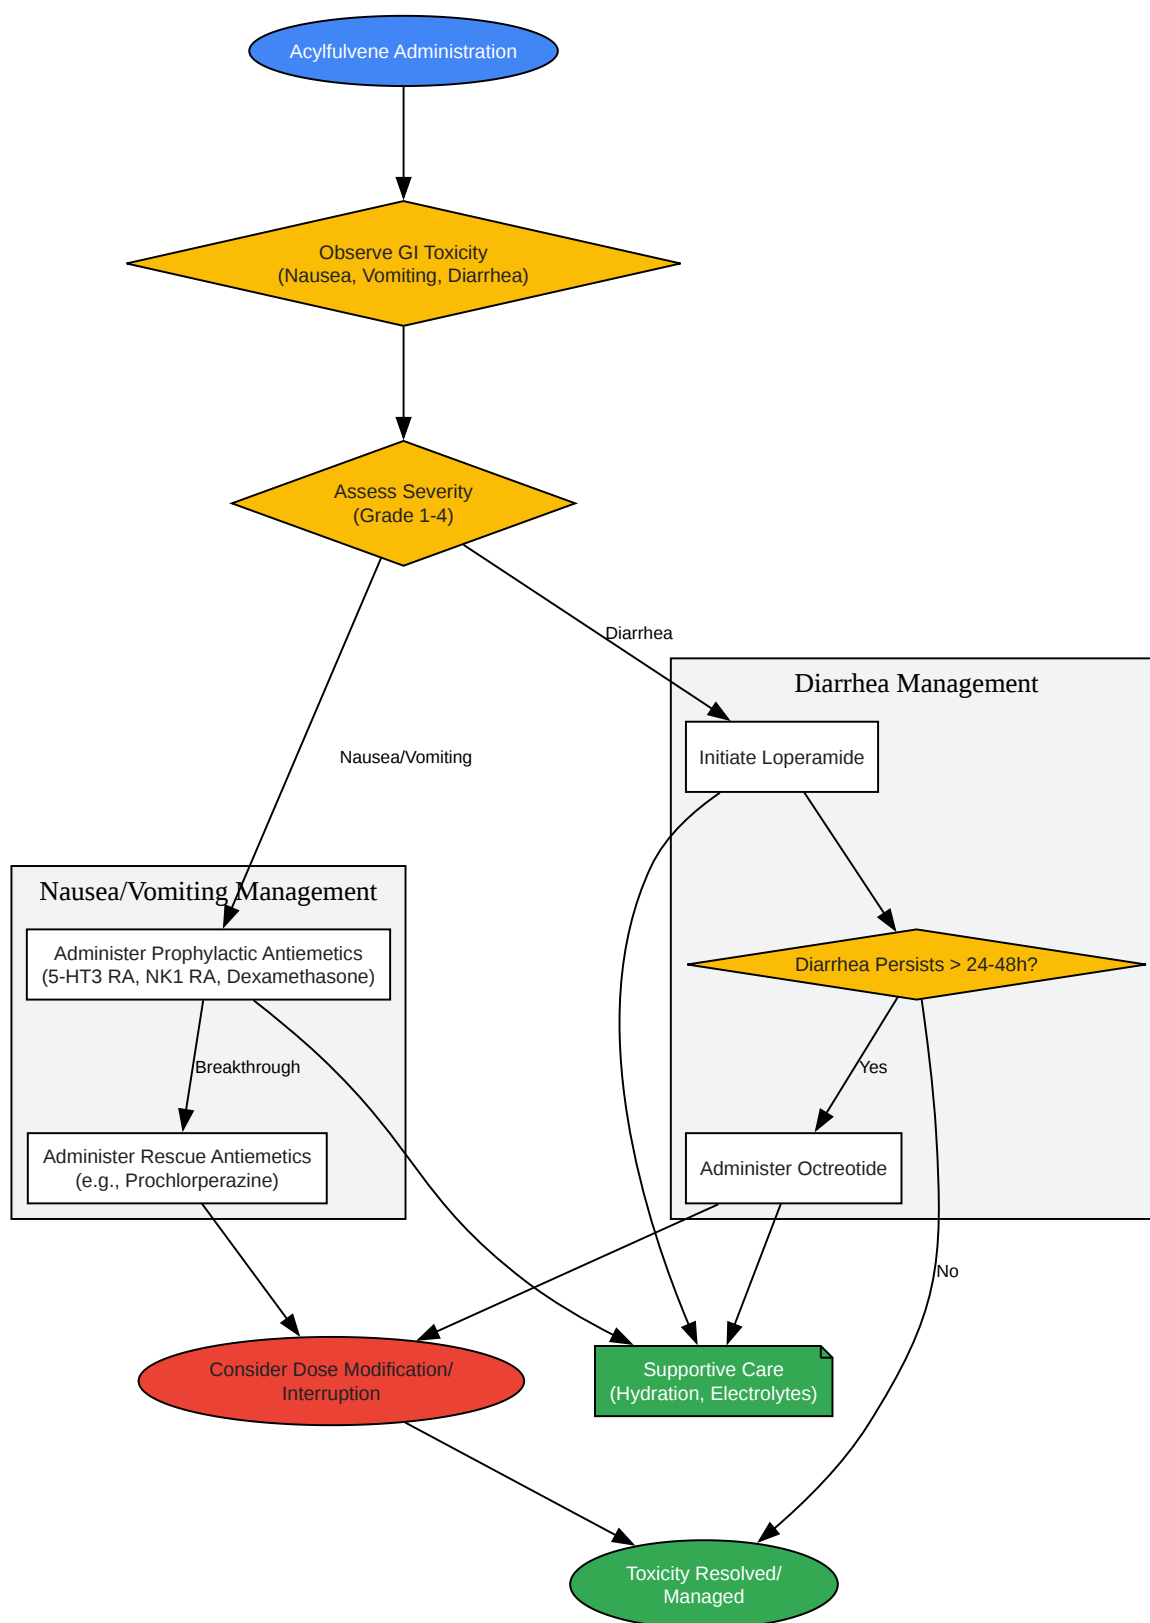 Acylfulvene Administration
Observe GI Toxicity
(Nausea, Vomiting, Diarrhea)
Assess Severity
(Grade 1-4)
Diarrhea
Diarrhea Management
Initiate Loperamide
Nausea/Vomiting
Nausea/Vomiting Management
Administer Prophylactic Antiemetics
(5-HT3 RA, NK1 RA, Dexamethasone)
Diarrhea Persists > 24-48h?
Breakthrough
Yes
Administer Rescue Antiemetics
(e.g., Prochlorperazine)
Administer Octreotide
No
Consider Dose Modification/
Interruption
Supportive Care
(Hydration, Electrolytes)
Toxicity Resolved/
Managed